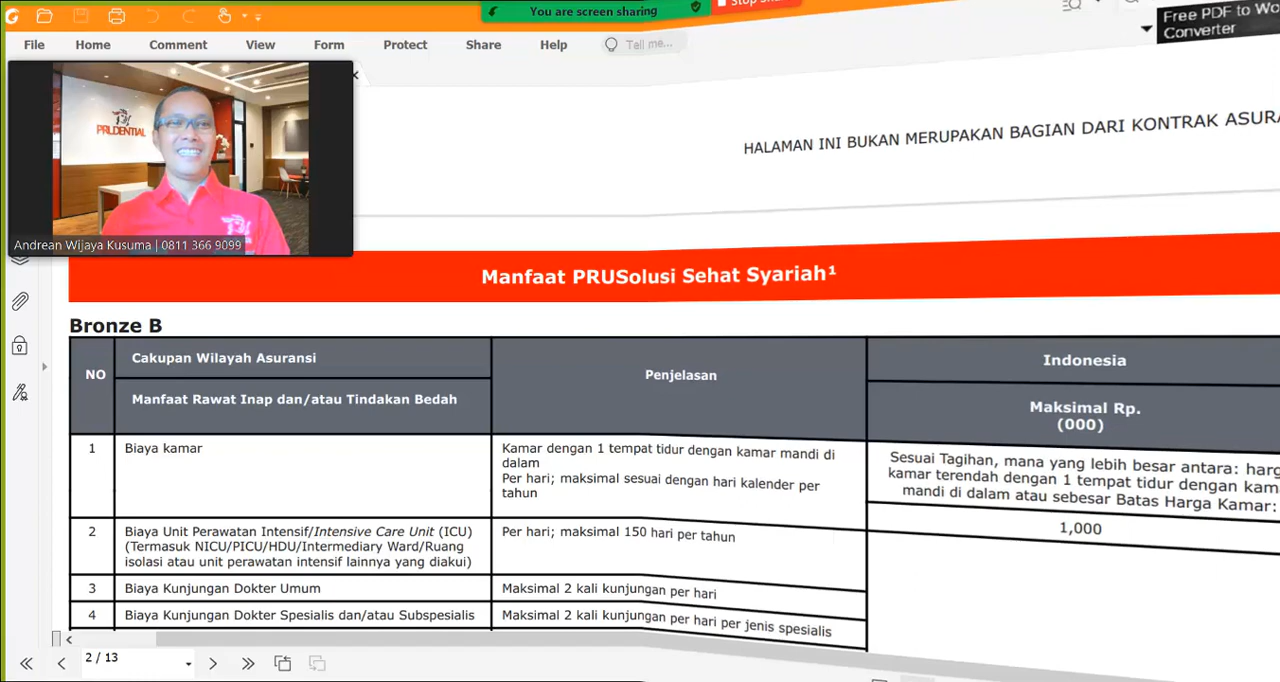 You are screen sharing
Free PDF to
Converter
File Home Comment View Form Protect Share Help Tell me...
HALAMAN INI BUKAN MERUPAKAN BAGIAN DARI KONTRAK
PRUDENTIAL
Andrean Wijaya Kusuma | 0811 366 9099
Manfaat PRUSolusi Sehat Syariah¹
Bronze B
NO
Cakupan Wilayah Asuransi
Manfaat Rawat Inap dan/atau Tindakan Bedah
Penjelasan
Indonesia
Maksimal Rp.
(000)
1
Biaya kamar
Kamar dengan 1 tempat tidur dengan kamar mandi di
dalam
Per hari; maksimal sesuai dengan hari kalender per
tahun
Sesuai Tagihan, mana yang lebih besar antara:
kamar terendah dengan 1 tempat tidur dengan
mandi di dalam atau sebesar Batas Harga Kamar:
1,000
2
Biaya Unit Perawatan Intensif/Intensive Care Unit (ICU)
(Termasuk NICU/PICU/HDU/Intermediary Ward/Ruang
isolasi atau unit perawatan intensif lainnya yang diakui)
Per hari; maksimal 150 hari per tahun
3
Biaya Kunjungan Dokter Umum
Maksimal 2 kali kunjungan per hari
4
Biaya Kunjungan Dokter Spesialis dan/atau Subspesialis
Maksimal 2 kali kunjungan per hari per jenis spesialis
2 / 13